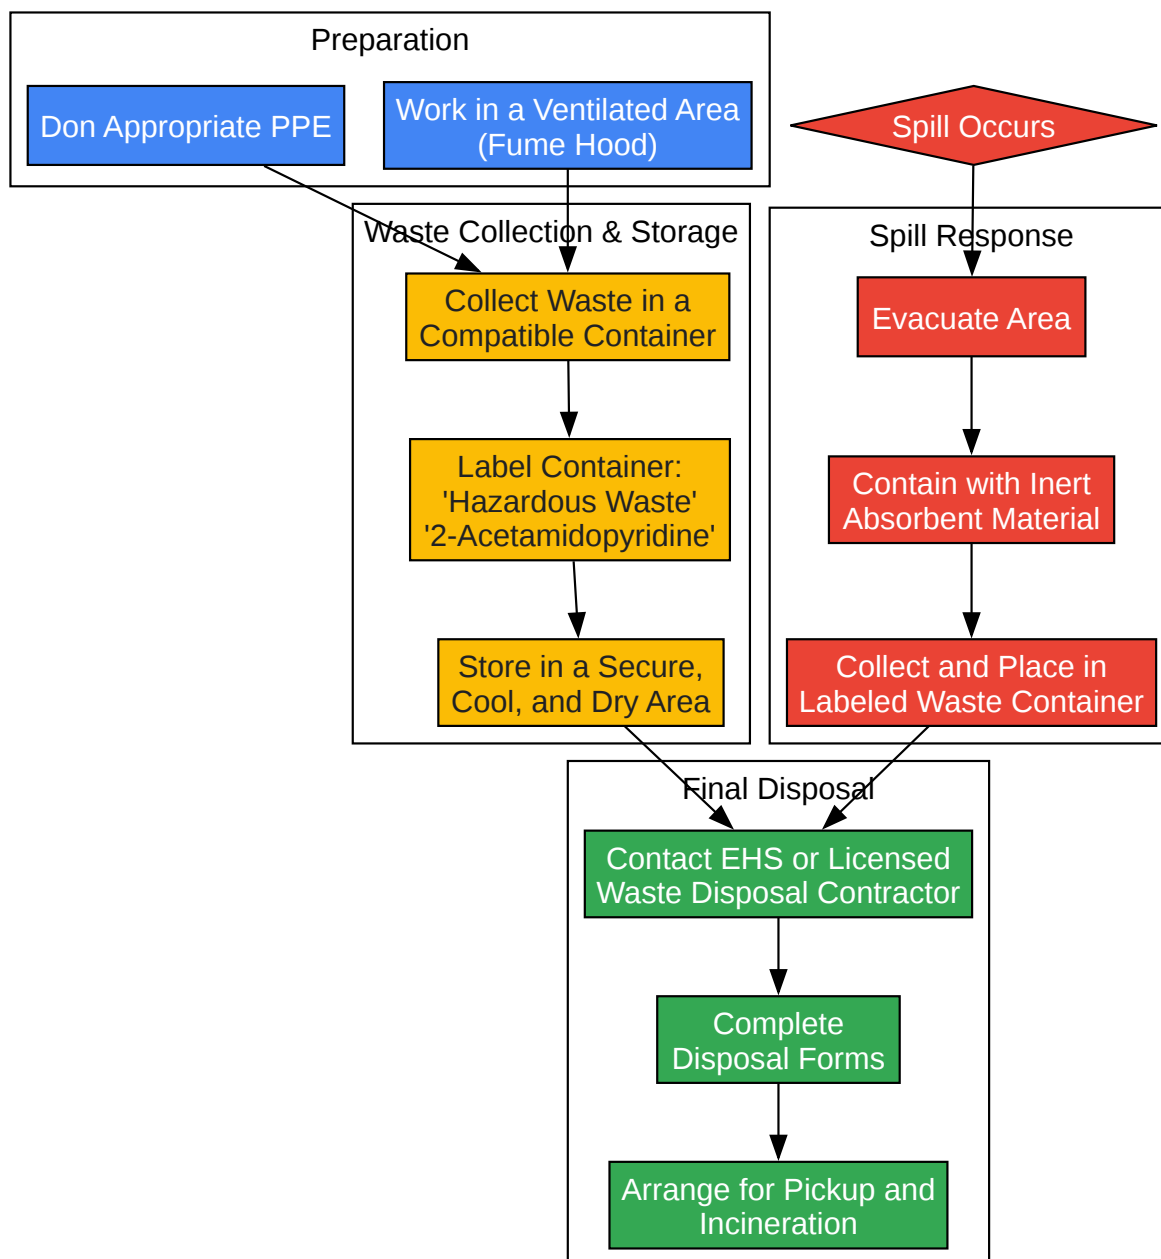 Preparation
Don Appropriate PPE
Work in a Ventilated Area
(Fume Hood)
Spill Occurs
Waste Collection & Storage
Collect Waste in a
Compatible Container
Label Container:
'Hazardous Waste'
'2-Acetamidopyridine'
Store in a Secure,
Cool, and Dry Area
Spill Response
Evacuate Area
Contain with Inert
Absorbent Material
Collect and Place in
Labeled Waste Container
Final Disposal
Contact EHS or Licensed
Waste Disposal Contractor
Complete
Disposal Forms
Arrange for Pickup and
Incineration